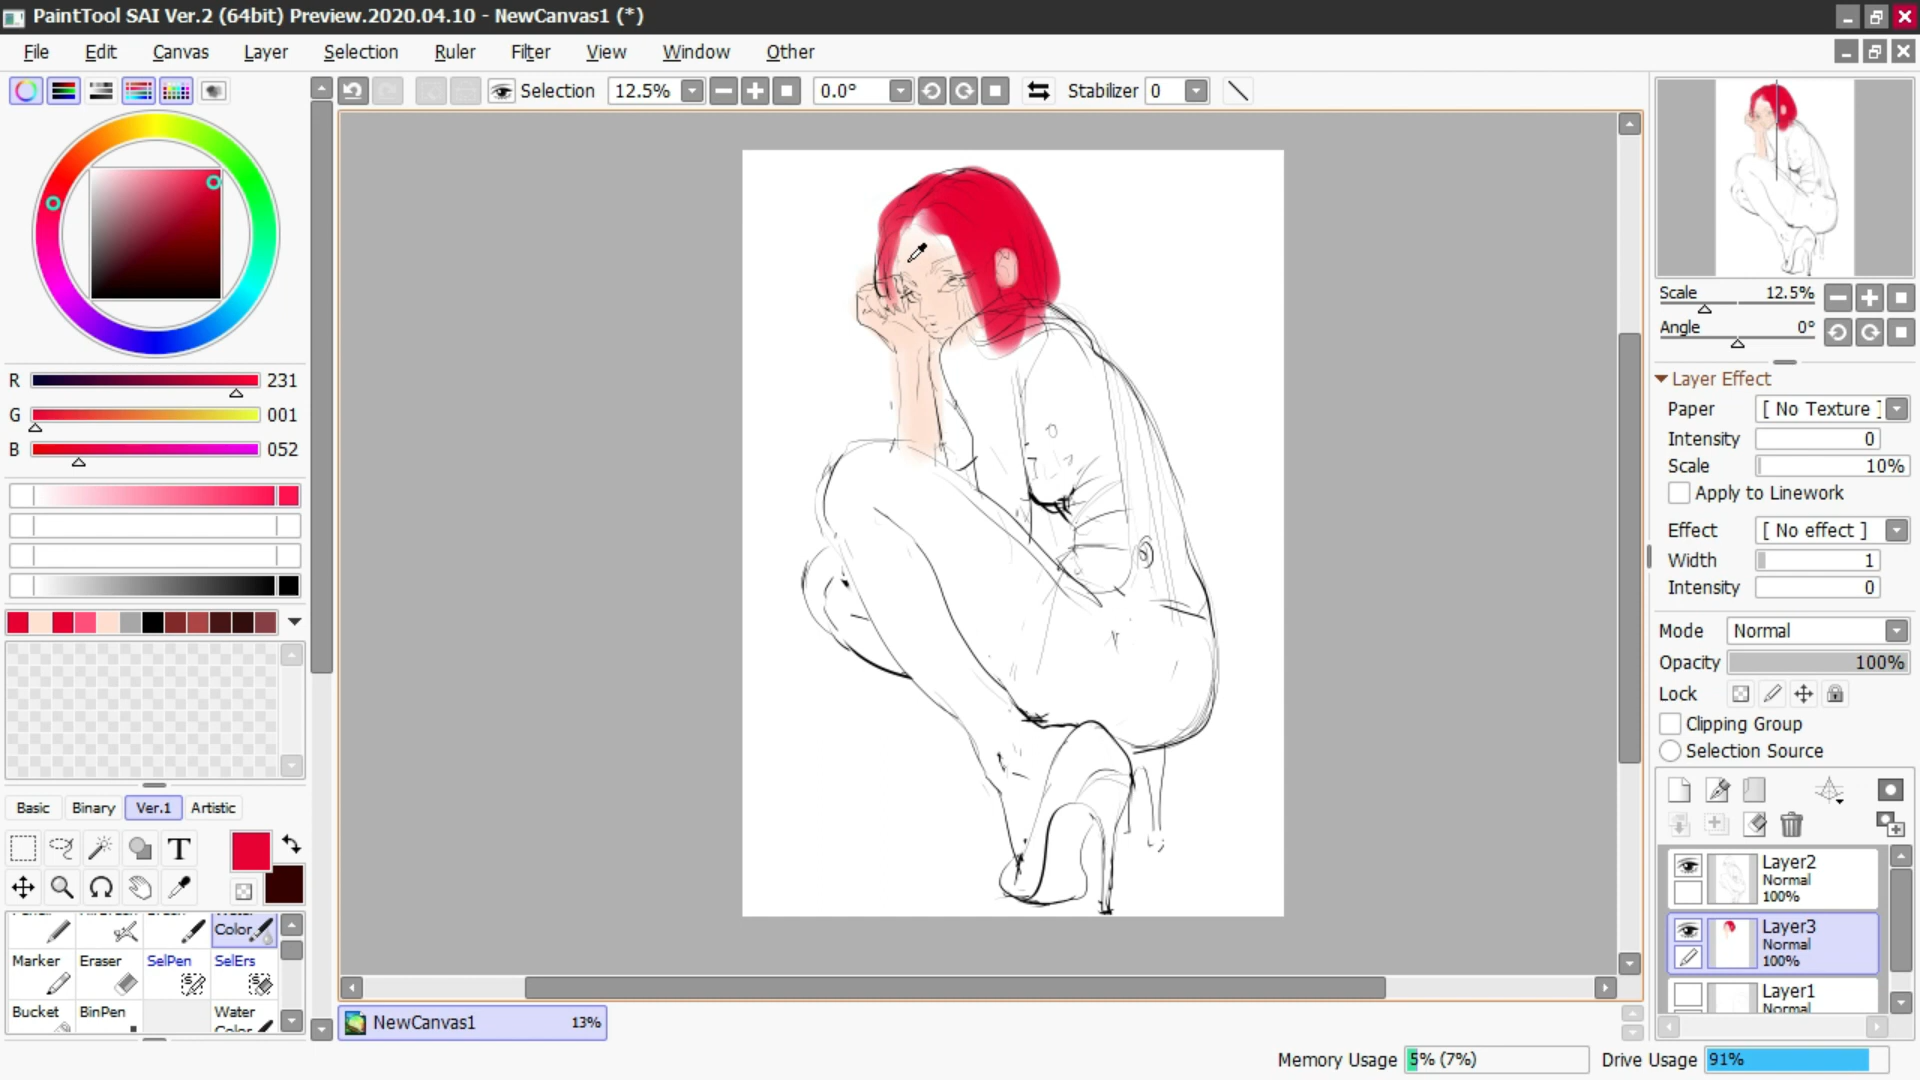 PaintTool SAI Ver.2 (64bit) Preview.2020.04.10 - NewCanvas1 (*)
File Edit Canvas Layer Selection Ruler Filter View Window Other
Selection 12.5% 0.0° Stabilizer 0
Scale 12.5%
Angle 0°
R 231
G 001
B 052
Layer Effect
Paper [ No Texture ]
Intensity 0
Scale 10%
Apply to Linework
Effect [ No effect ]
Width 1
Intensity 0
Mode Normal
Opacity 100%
Lock
Clipping Group
Selection Source
Basic Binary Ver.1 Artistic
T
Color
Marker Eraser SelPen SelErs
Bucket BinPen Water
Color
Layer2
Normal
100%
Layer3
Normal
100%
Layer1
Normal
NewCanvas1 13%
Memory Usage 5% (7%) Drive Usage 91%